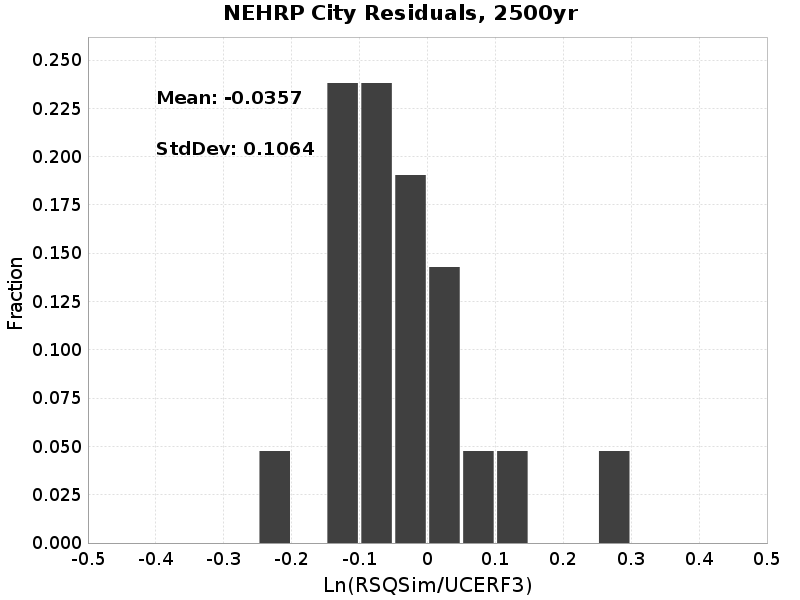 NEHRP City Residuals, 2500yr
0.250
Mean: -0.0357
0.225
StdDev: 0.1064
0.200
0.175
0.150
0.125
0.100
0.075
0.050
0.025
0.000
Fraction
-0.5 -0.4 -0.3 -0.2 -0.1 0 0.1 0.2 0.3 0.4 0.5
Ln(RSQSim/UCERF3)